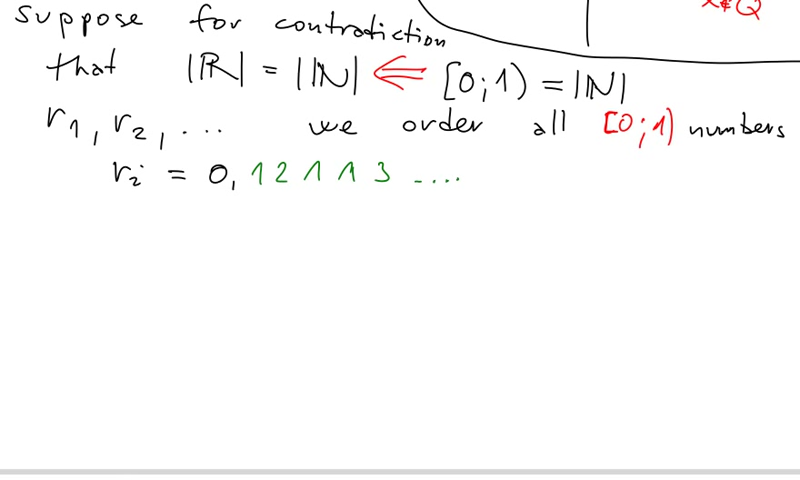 x∉Q
suppose for contradiction
that |ℝ| = |ℕ| ⇐ [0;1) = |ℕ|
r₁, r₂, ... we order all [0;1) numbers
rᵢ = 0,12113 ....